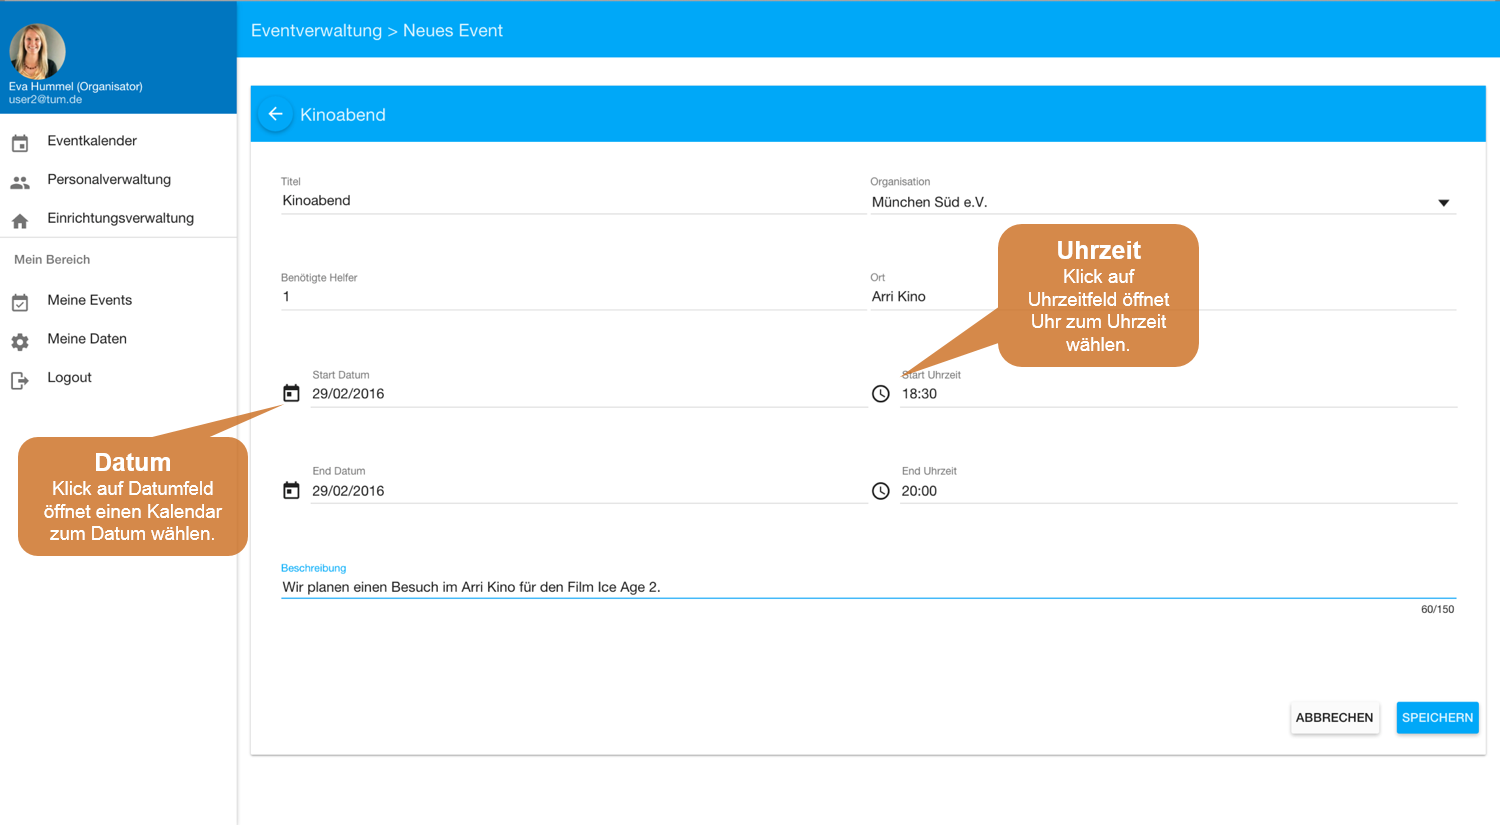 Eva Hummel (Organisator)
user2@tum.de
Eventkalender
Personalverwaltung
Einrichtungsverwaltung
Mein Bereich
Meine Events
Meine Daten
Logout
Eventverwaltung > Neues Event
Kinoabend
Titel
Kinoabend
Organisation
München Süd e.V.
Benötigte Helfer
1
Ort
Arri Kino
Uhrzeit
Klick auf
Uhrzeitfeld öffnet
Uhr zum Uhrzeit
wählen.
Start Datum
29/02/2016
Start Uhrzeit
18:30
Datum
Klick auf Datumfeld
öffnet einen Kalendar
zum Datum wählen.
End Datum
29/02/2016
End Uhrzeit
20:00
Beschreibung
Wir planen einen Besuch im Arri Kino für den Film Ice Age 2.
60/150
ABBRECHEN
SPEICHERN